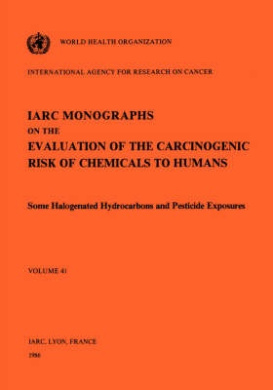 WORLD HEALTH ORGANIZATION
INTERNATIONAL AGENCY FOR RESEARCH ON CANCER
IARC MONOGRAPHS
ON THE
EVALUATION OF THE CARCINOGENIC
RISK OF CHEMICALS TO HUMANS
Some Halogenated Hydrocarbons and Pesticide Exposures
VOLUME 41
IARC, LYON, FRANCE
1986